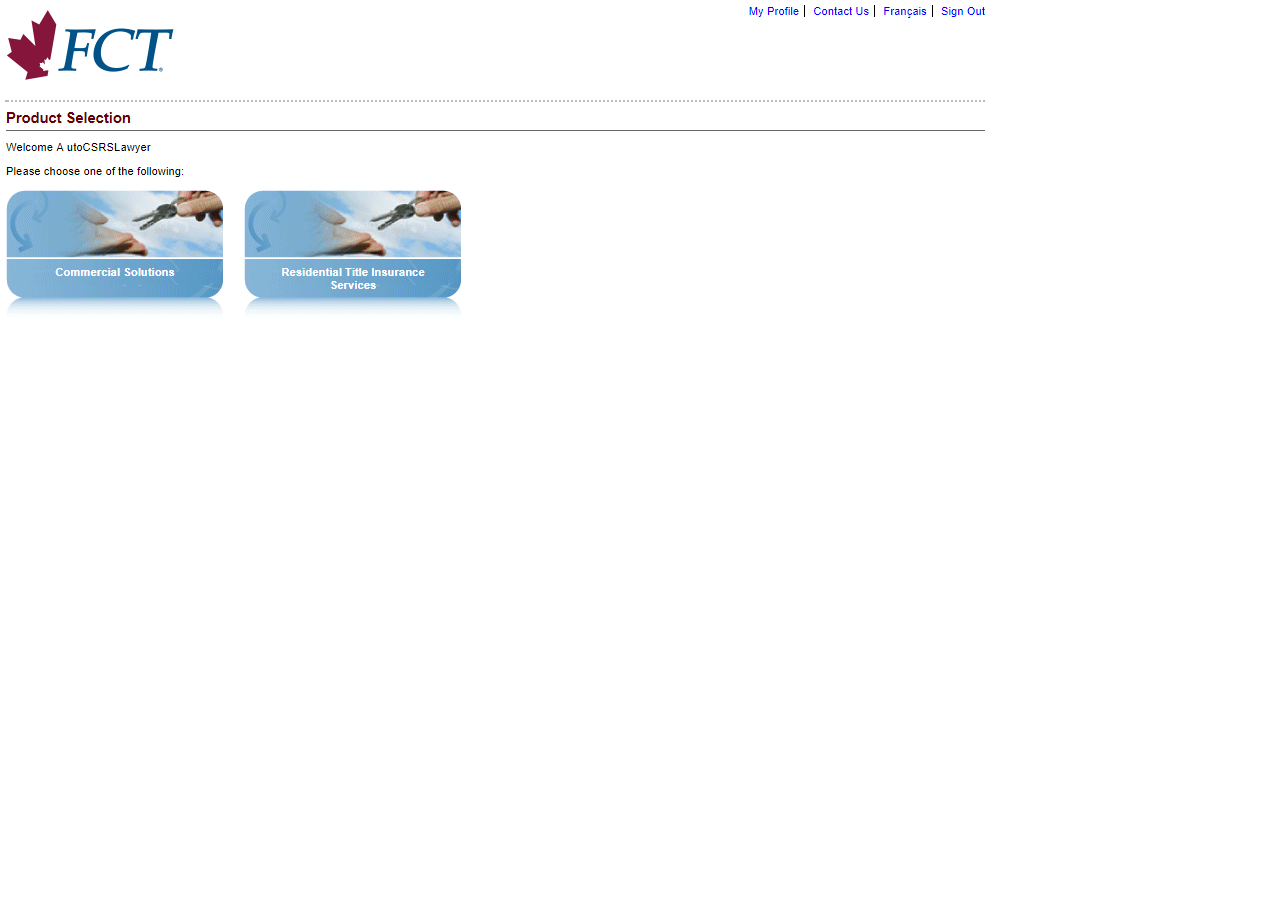 My Profile | Contact Us | Français | Sign Out
FCT®
Product Selection
Welcome A utoCSRSLawyer
Please choose one of the following:
Commercial Solutions
Residential Title Insurance
Services